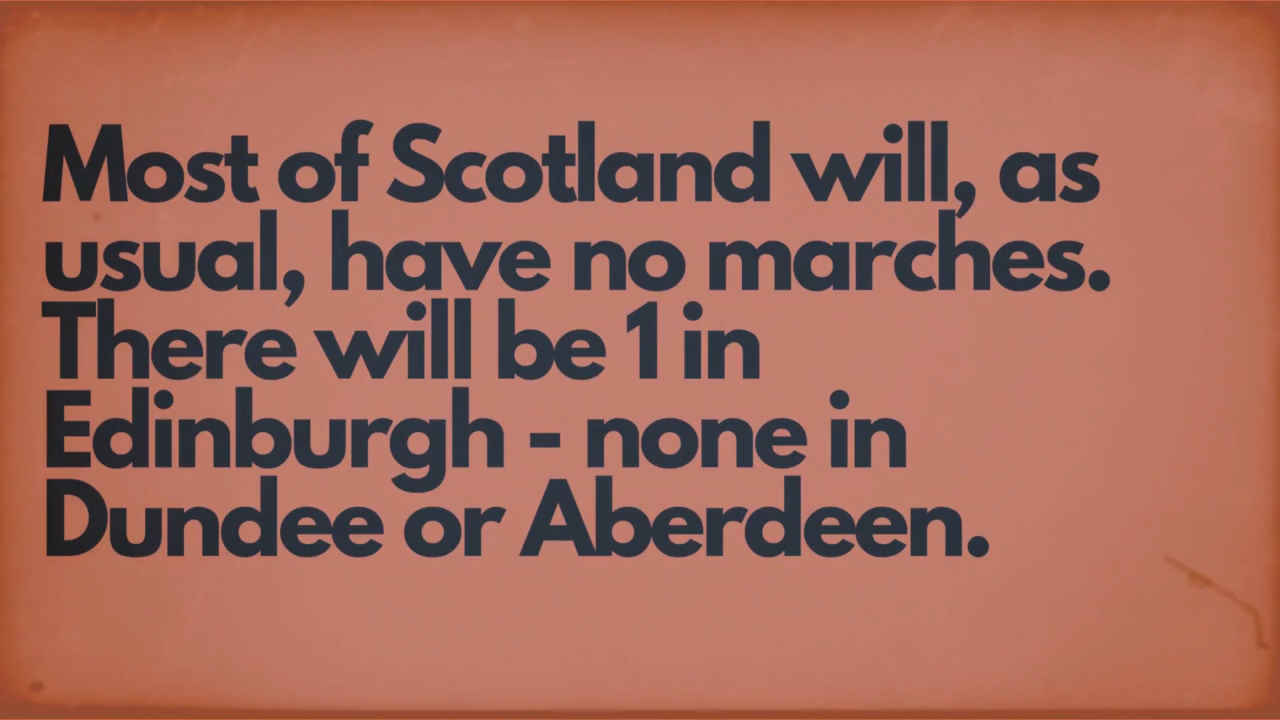 Most of Scotland will, as
usual, have no marches.
There will be 1 in
Edinburgh - none in
Dundee or Aberdeen.